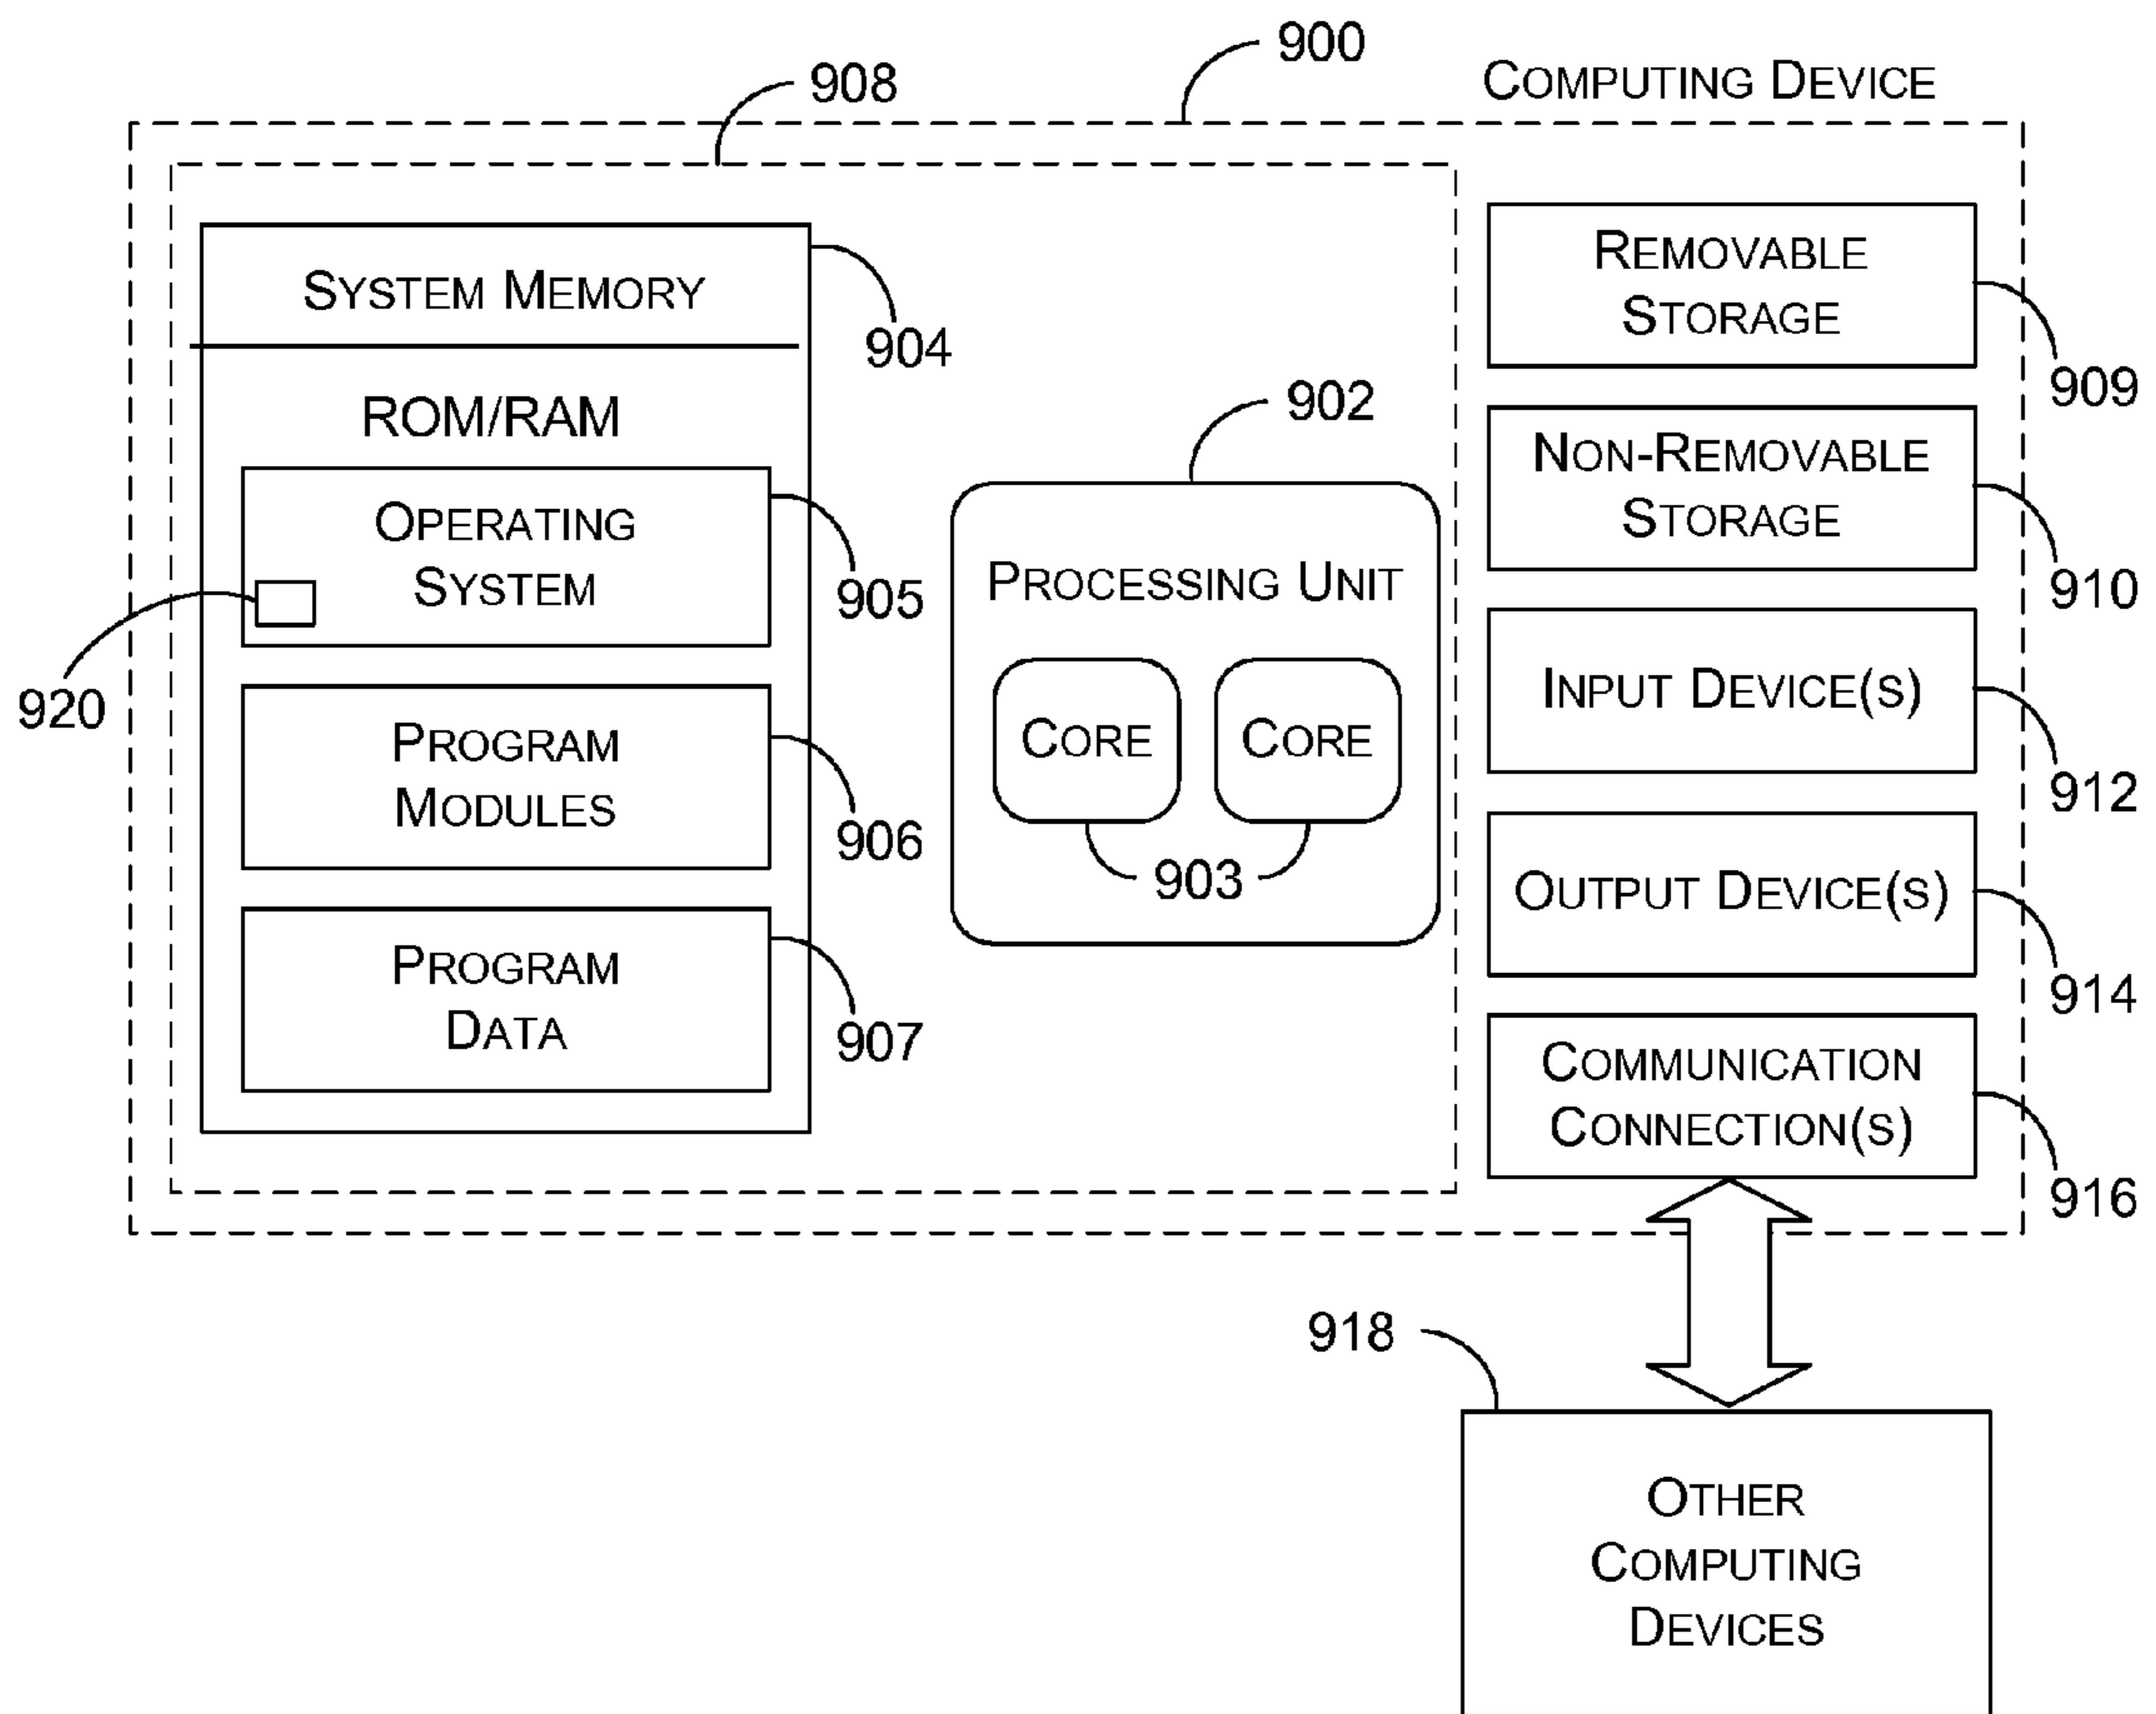 900
COMPUTING DEVICE
908
SYSTEM MEMORY
904
ROM/RAM
OPERATING
SYSTEM
905
920
PROGRAM
MODULES
906
PROGRAM
DATA
907
902
PROCESSING UNIT
CORE
CORE
903
REMOVABLE
STORAGE
909
NON-REMOVABLE
STORAGE
910
INPUT DEVICE(S)
912
OUTPUT DEVICE(S)
914
COMMUNICATION
CONNECTION(S)
916
918
OTHER
COMPUTING
DEVICES